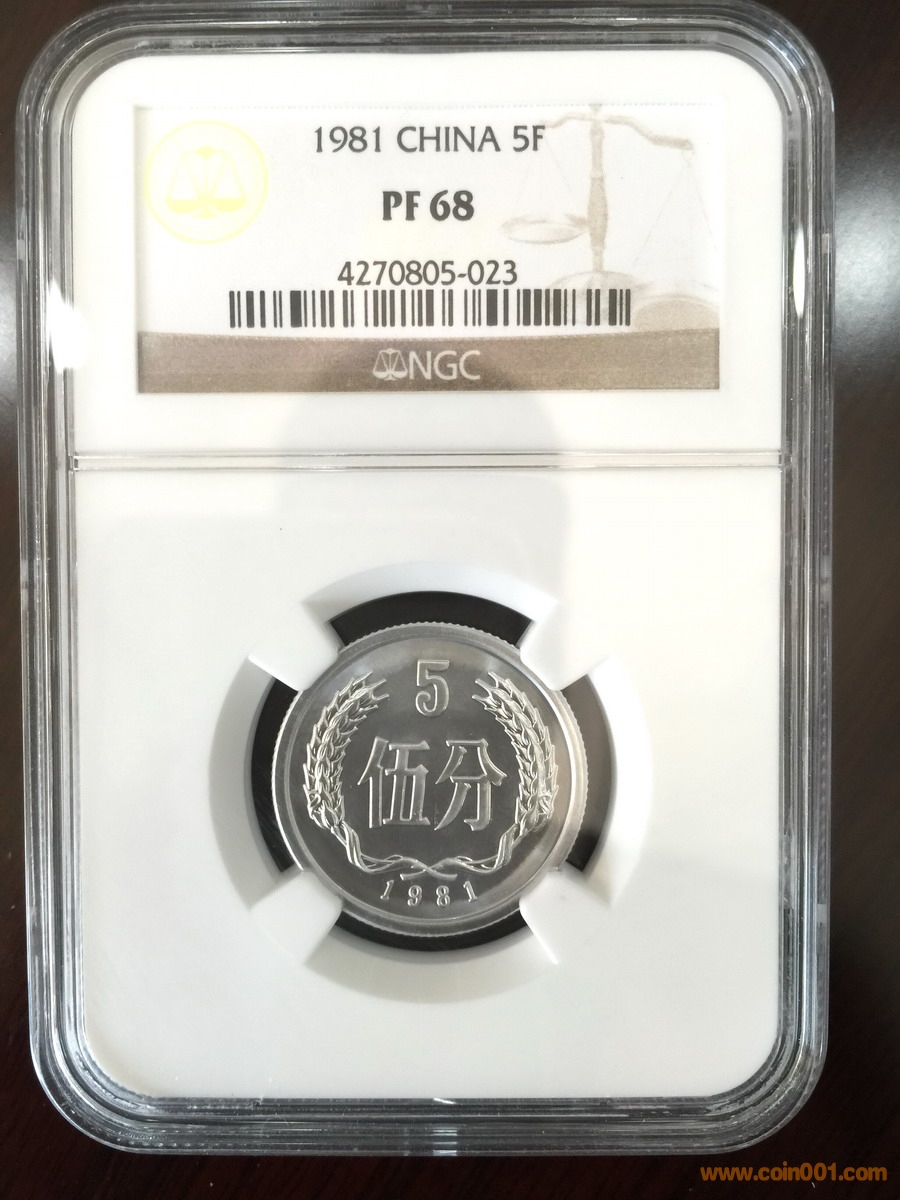 1981 CHINA 5F
PF 68
4270805-023
NGC
5
伍分
1981
www.coin001.com